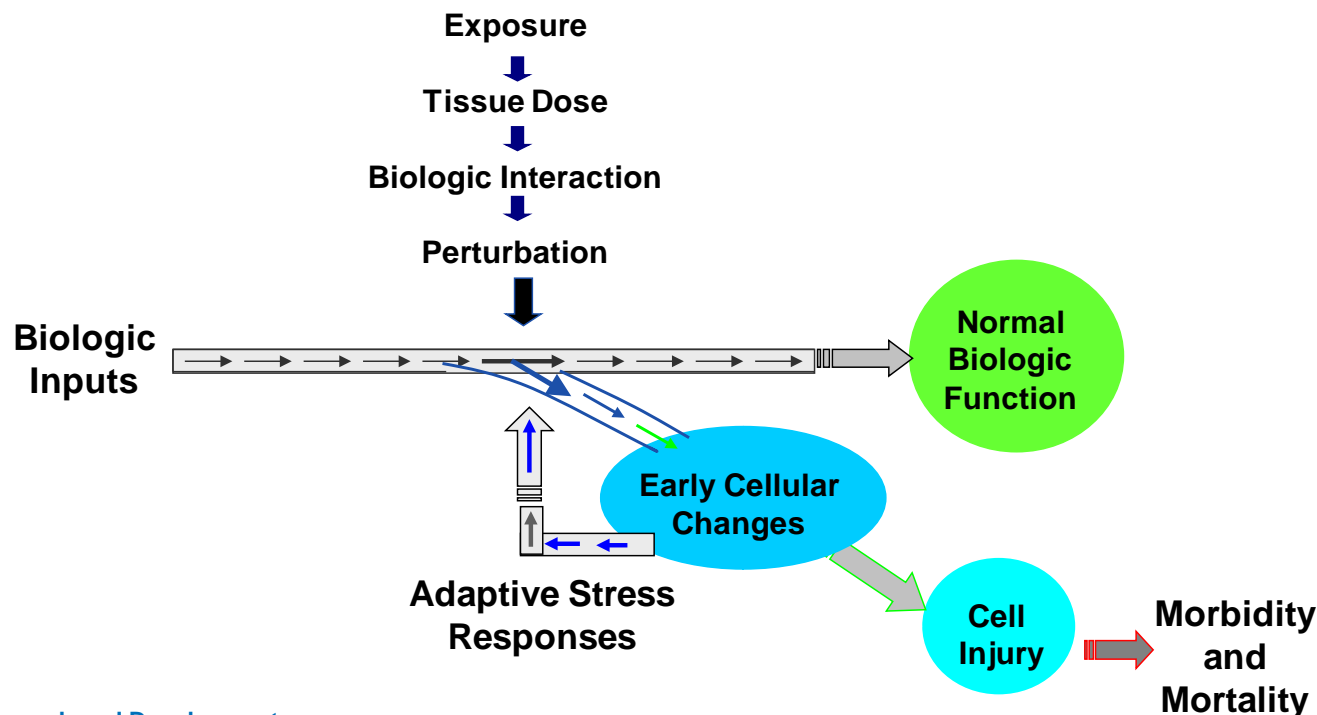 Exposure
Tissue Dose
Biologic Interaction
Perturbation
Biologic
Inputs
Normal
Biologic
Function
Early Cellular
Changes
Adaptive Stress
Responses
Cell
Injury
Morbidity
and
Mortality